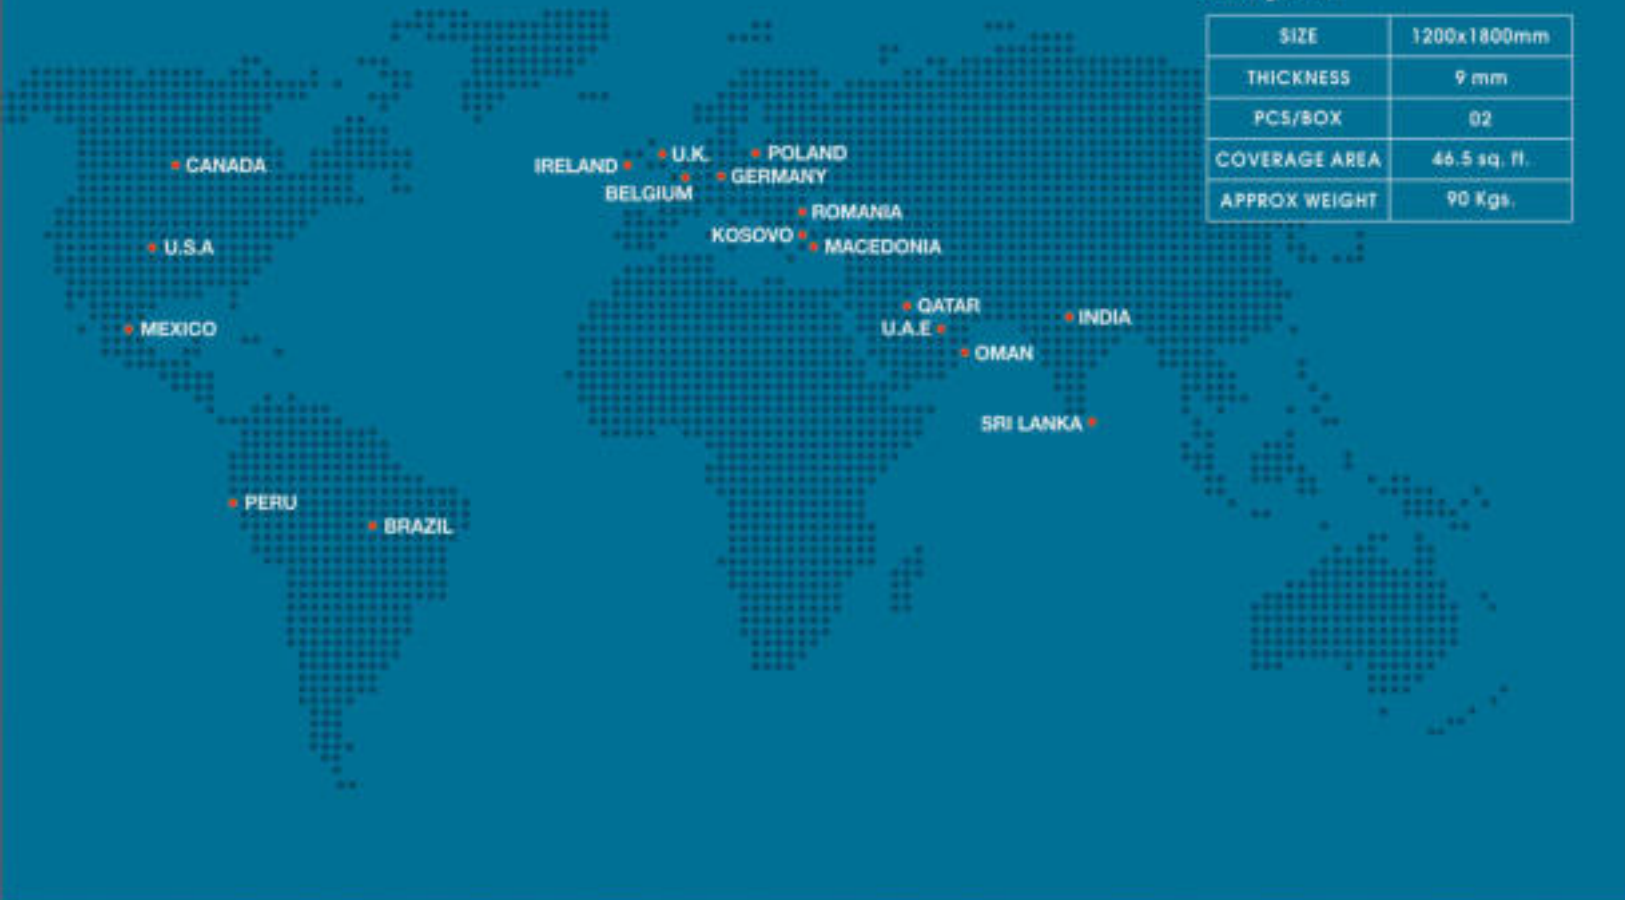 SIZE 1200x1800mm
THICKNESS 9 mm
PCS/BOX 02
COVERAGE AREA 46.5 sq. ft.
APPROX WEIGHT 90 Kgs.
CANADA
U.S.A
MEXICO
PERU
BRAZIL
IRELAND
U.K.
POLAND
BELGIUM
GERMANY
ROMANIA
KOSOVO
MACEDONIA
QATAR
U.A.E
OMAN
INDIA
SRI LANKA